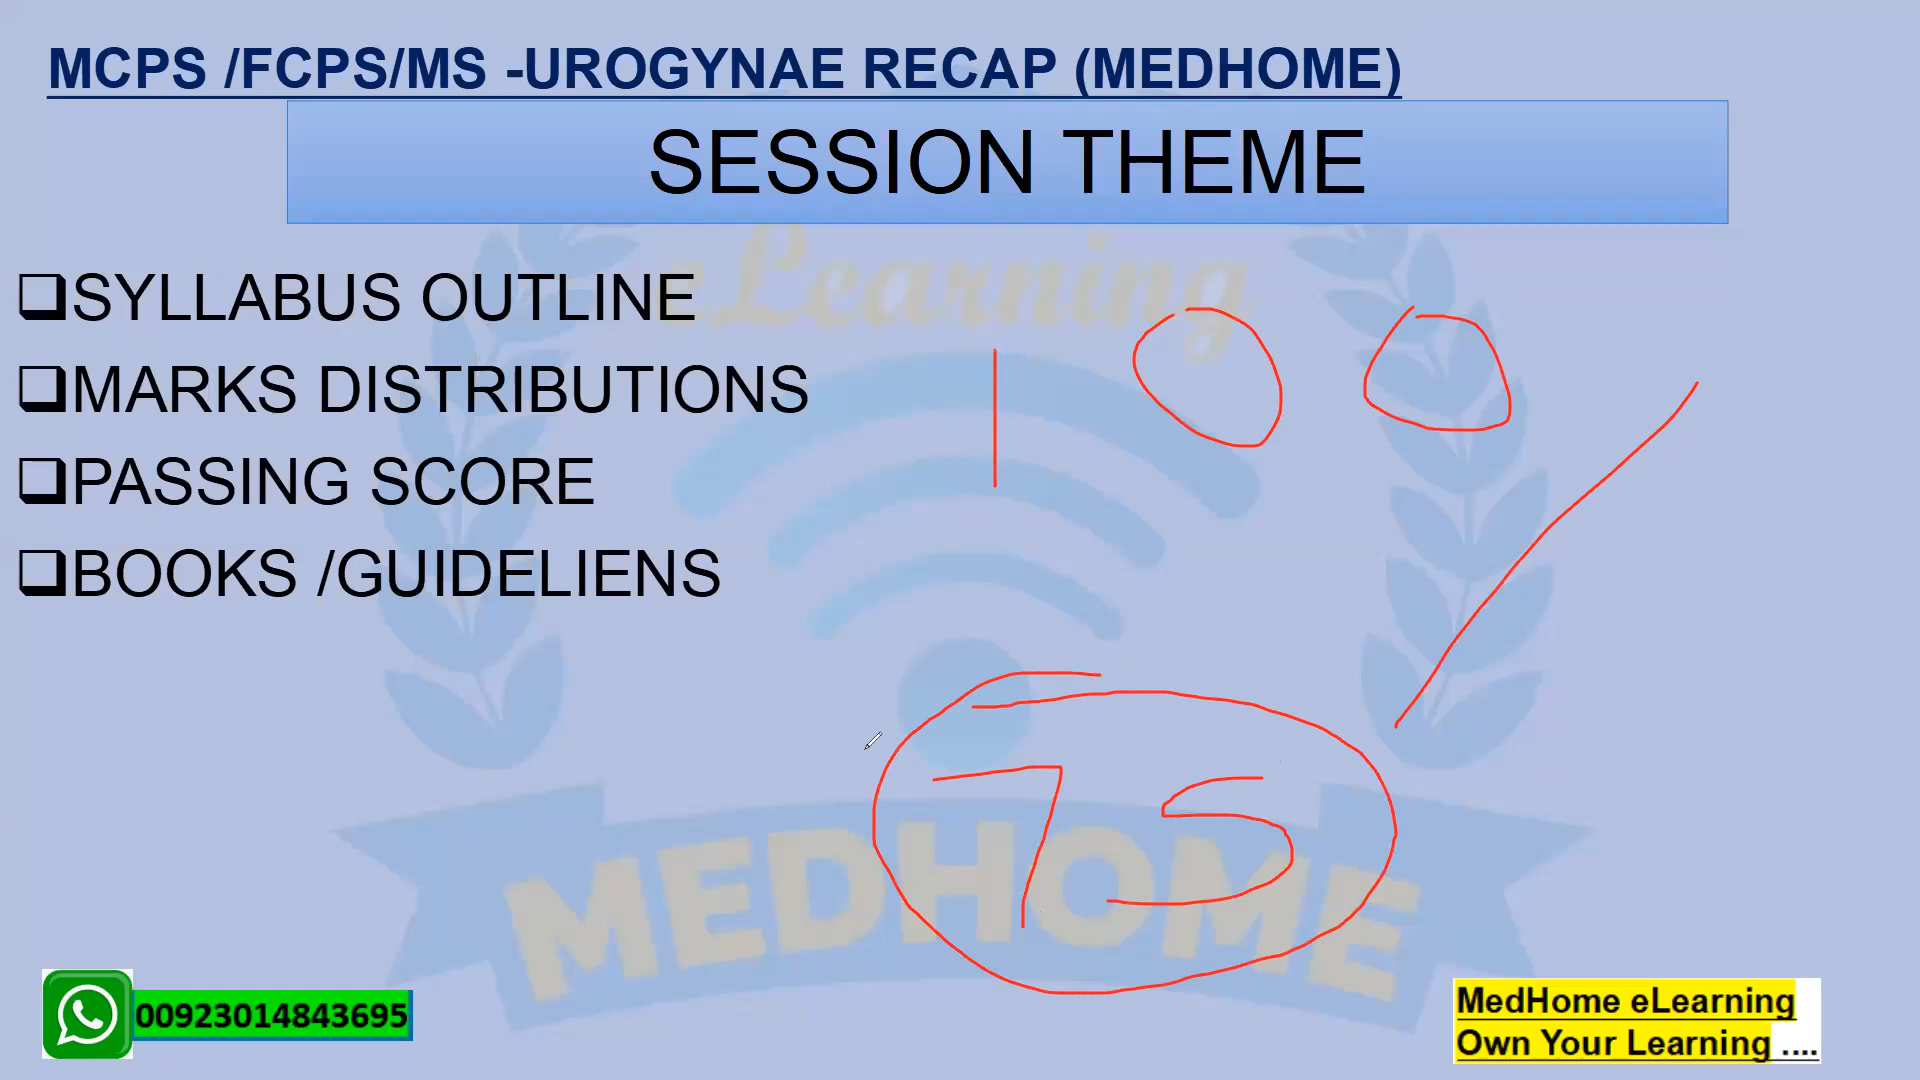 MCPS /FCPS/MS -UROGYNAE RECAP (MEDHOME)
SESSION THEME
❑SYLLABUS OUTLINE
❑MARKS DISTRIBUTIONS
❑PASSING SCORE
❑BOOKS /GUIDELIENS
eLearning
100
75
MEDHOME
00923014843695
MedHome eLearning
Own Your Learning ....